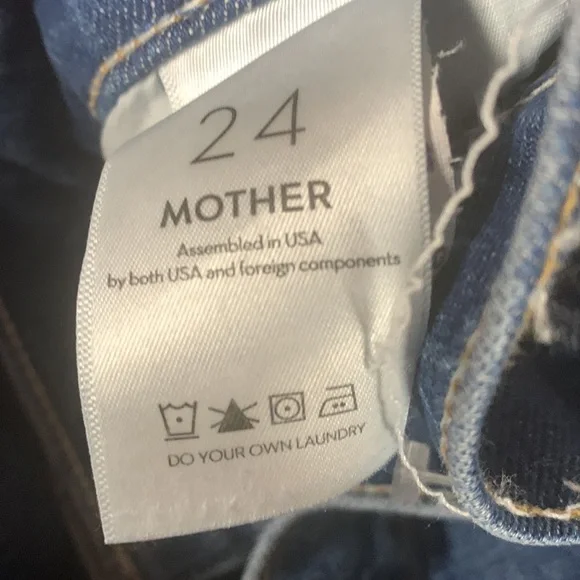 24
MOTHER
Assembled in USA
by both USA and foreign components
DO YOUR OWN LAUNDRY